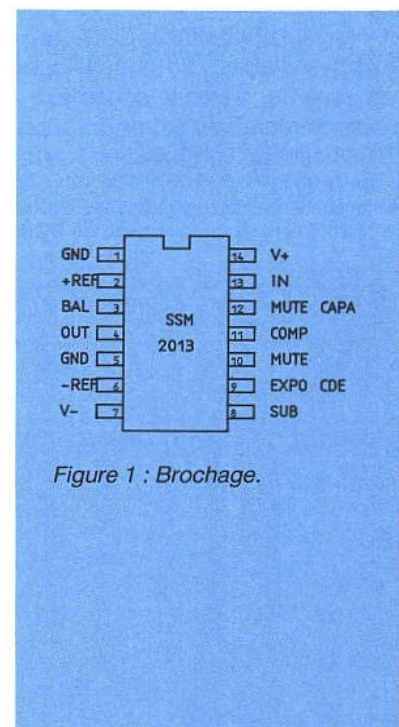 GND 1 14 V+
+REF 2 13 IN
BAL 3 12 MUTE CAPA
OUT 4 SSM 11 COMP
GND 5 2013 10 MUTE
-REF 6 9 EXPO CDE
V- 7 8 SUB
Figure 1 : Brochage.